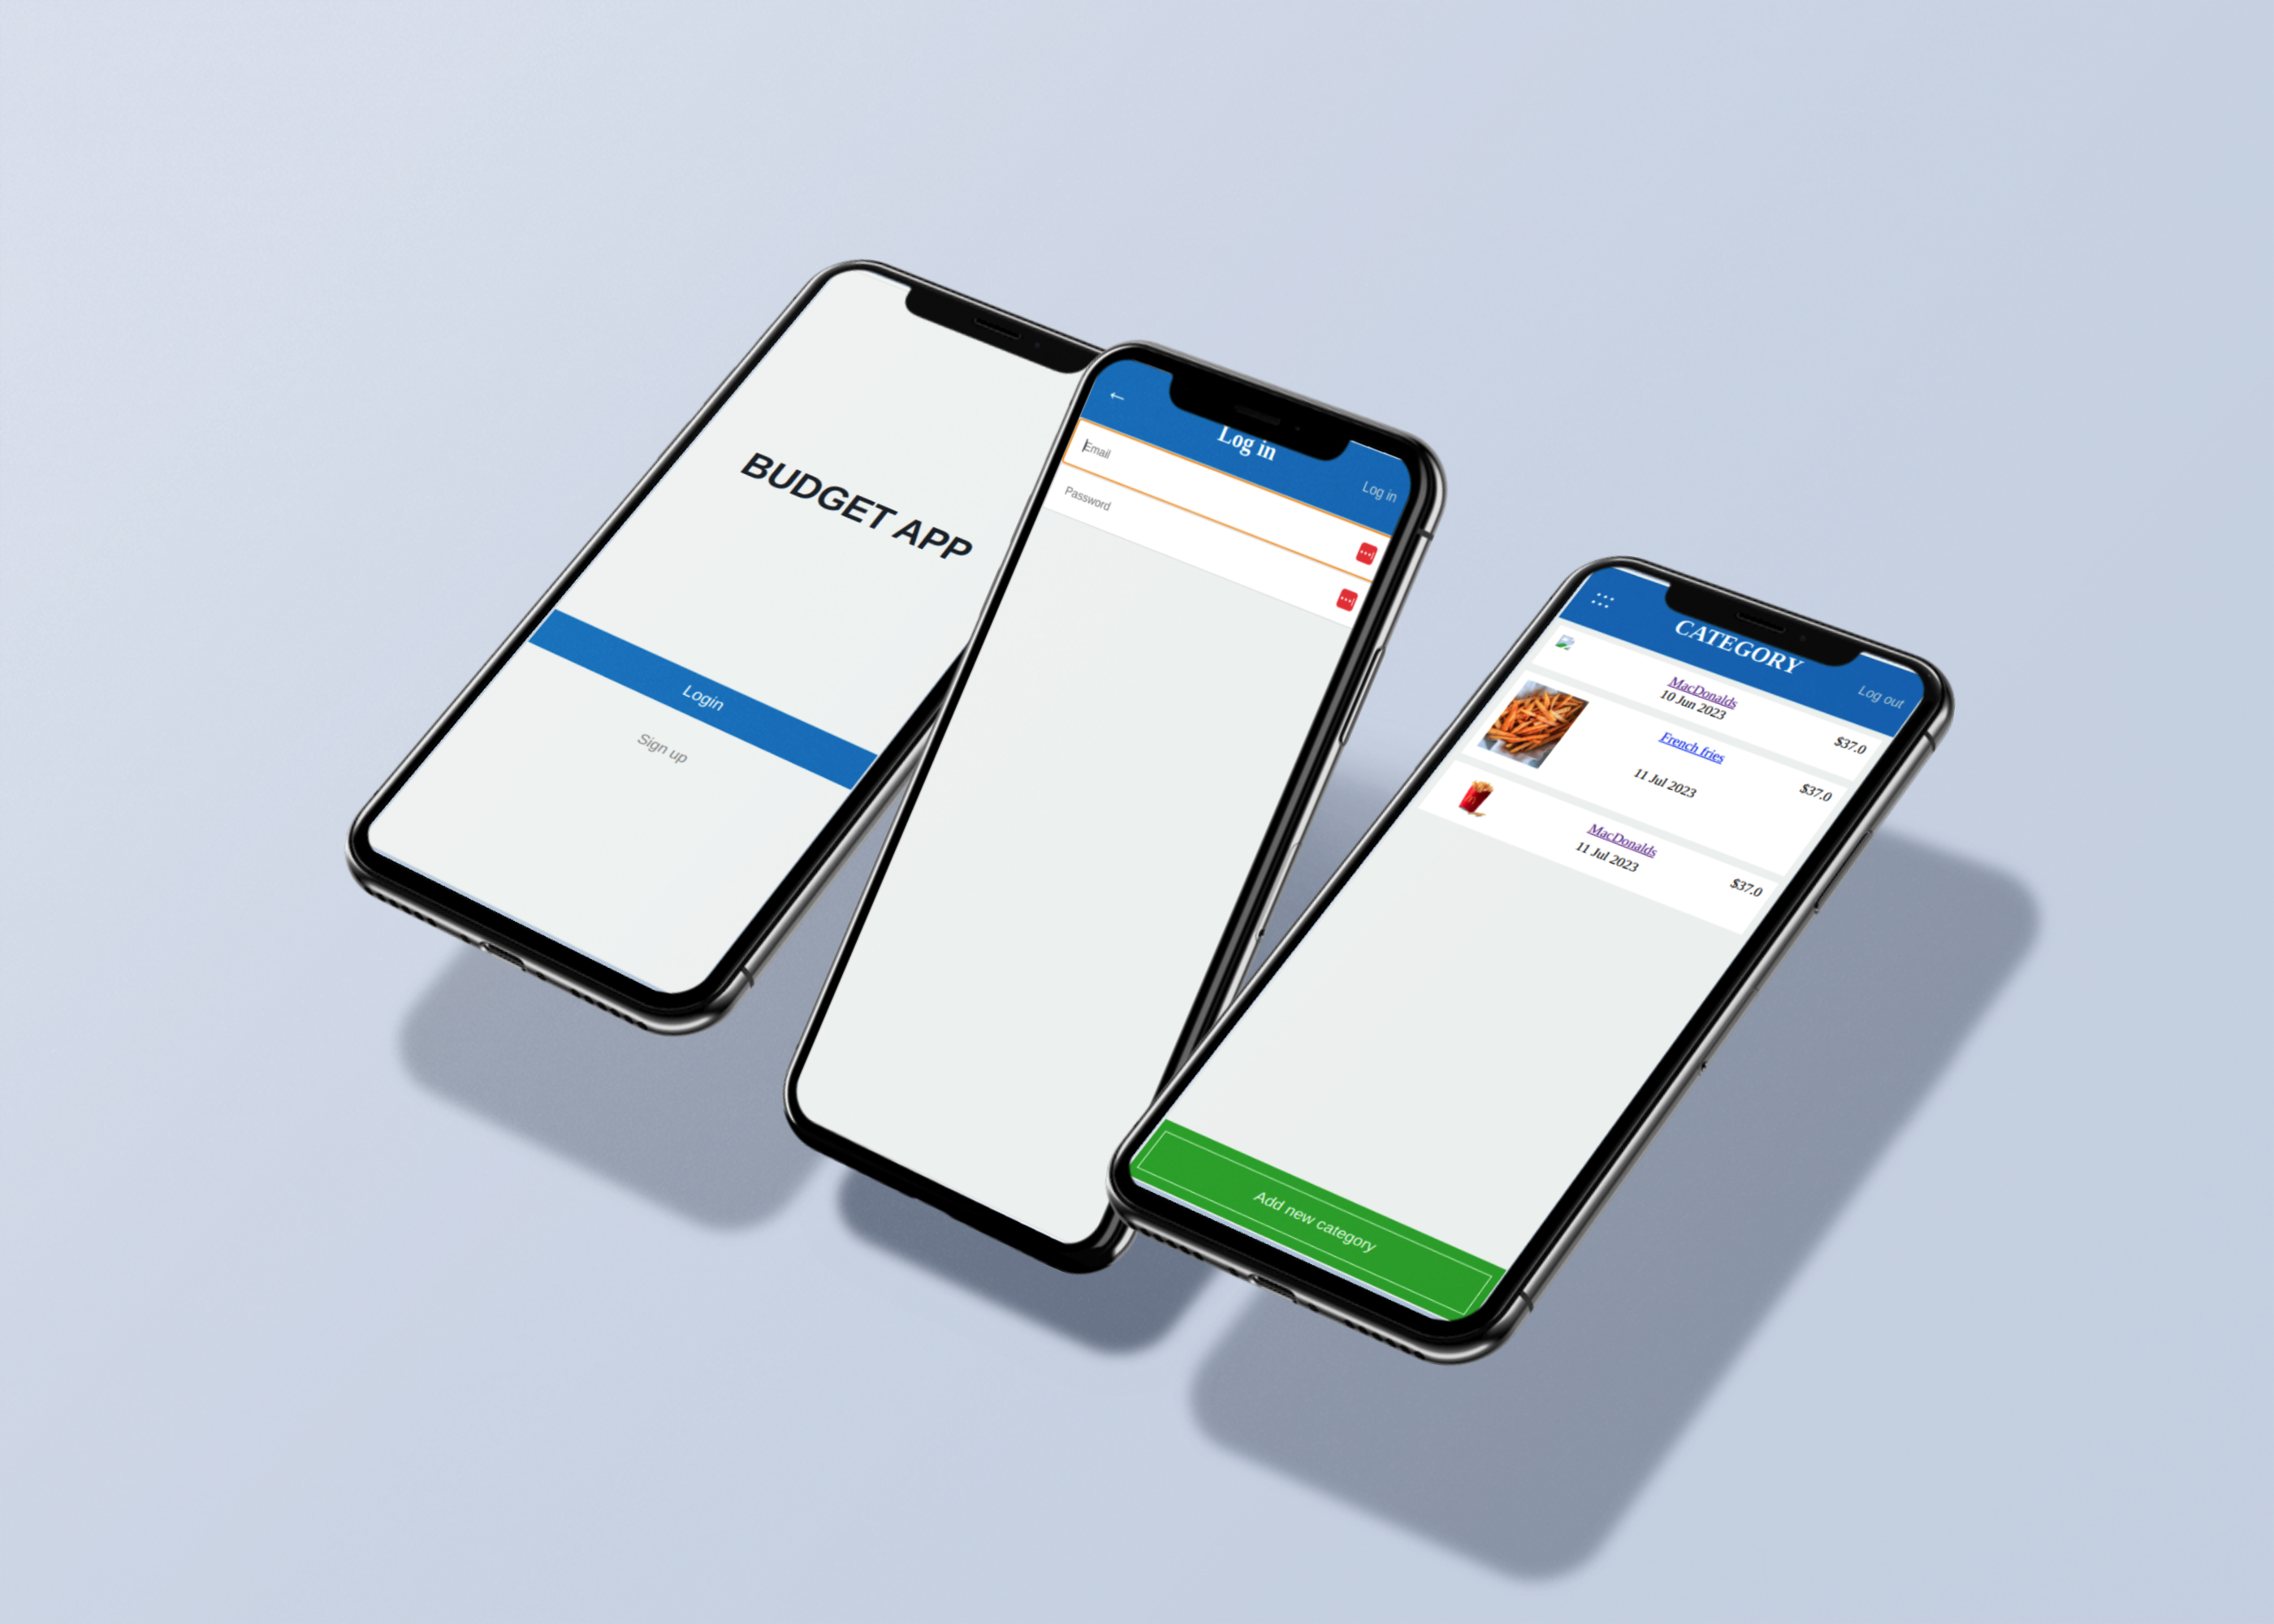 BUDGET APP
Login
Sign up
←
Log in
Log in
Email
Password
CATEGORY
Log out
MacDonalds
10 Jun 2023
$37.0
French fries
11 Jul 2023
$37.0
MacDonalds
11 Jul 2023
$37.0
Add new category